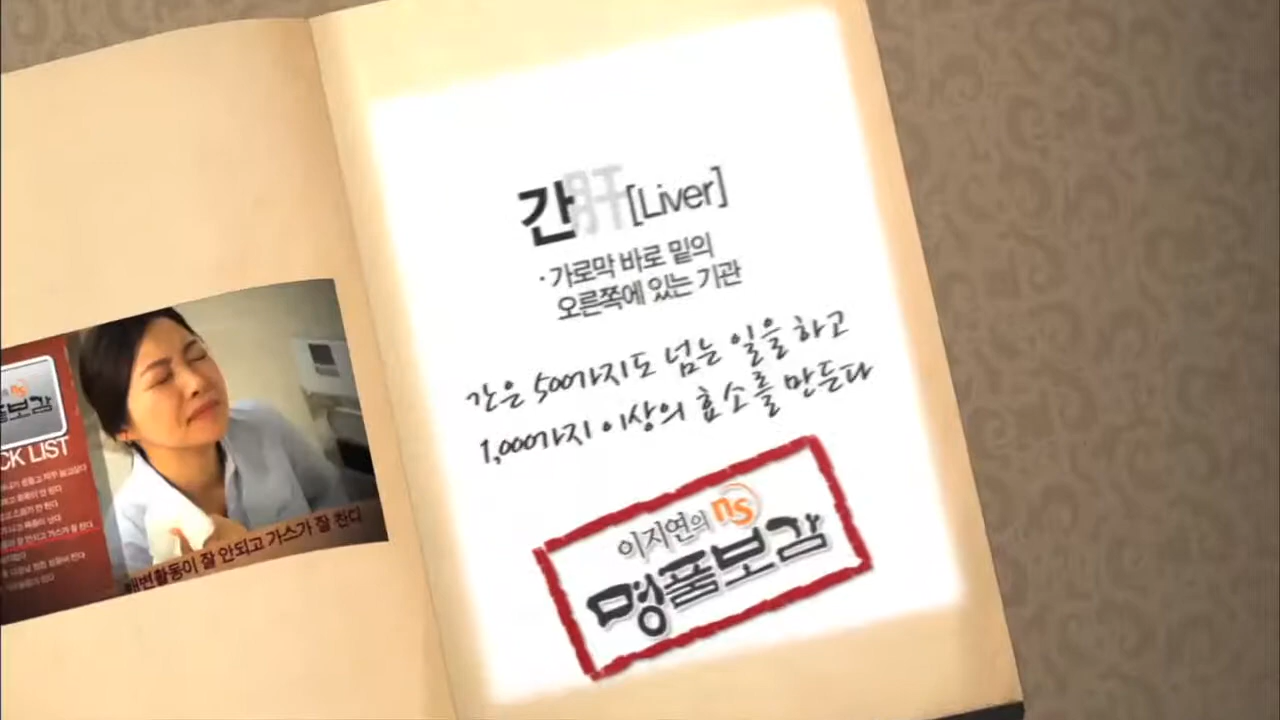 ns
품보감
CK LIST
배변활동이 잘 안되고 가스가 잘 찬다
간肝[Liver]
·가로막 바로 밑의
오른쪽에 있는 기관
간은 500가지도 넘는 일을 하고
1,000가지 이상의 효소를 만든다
이지연의 ns
명품보감